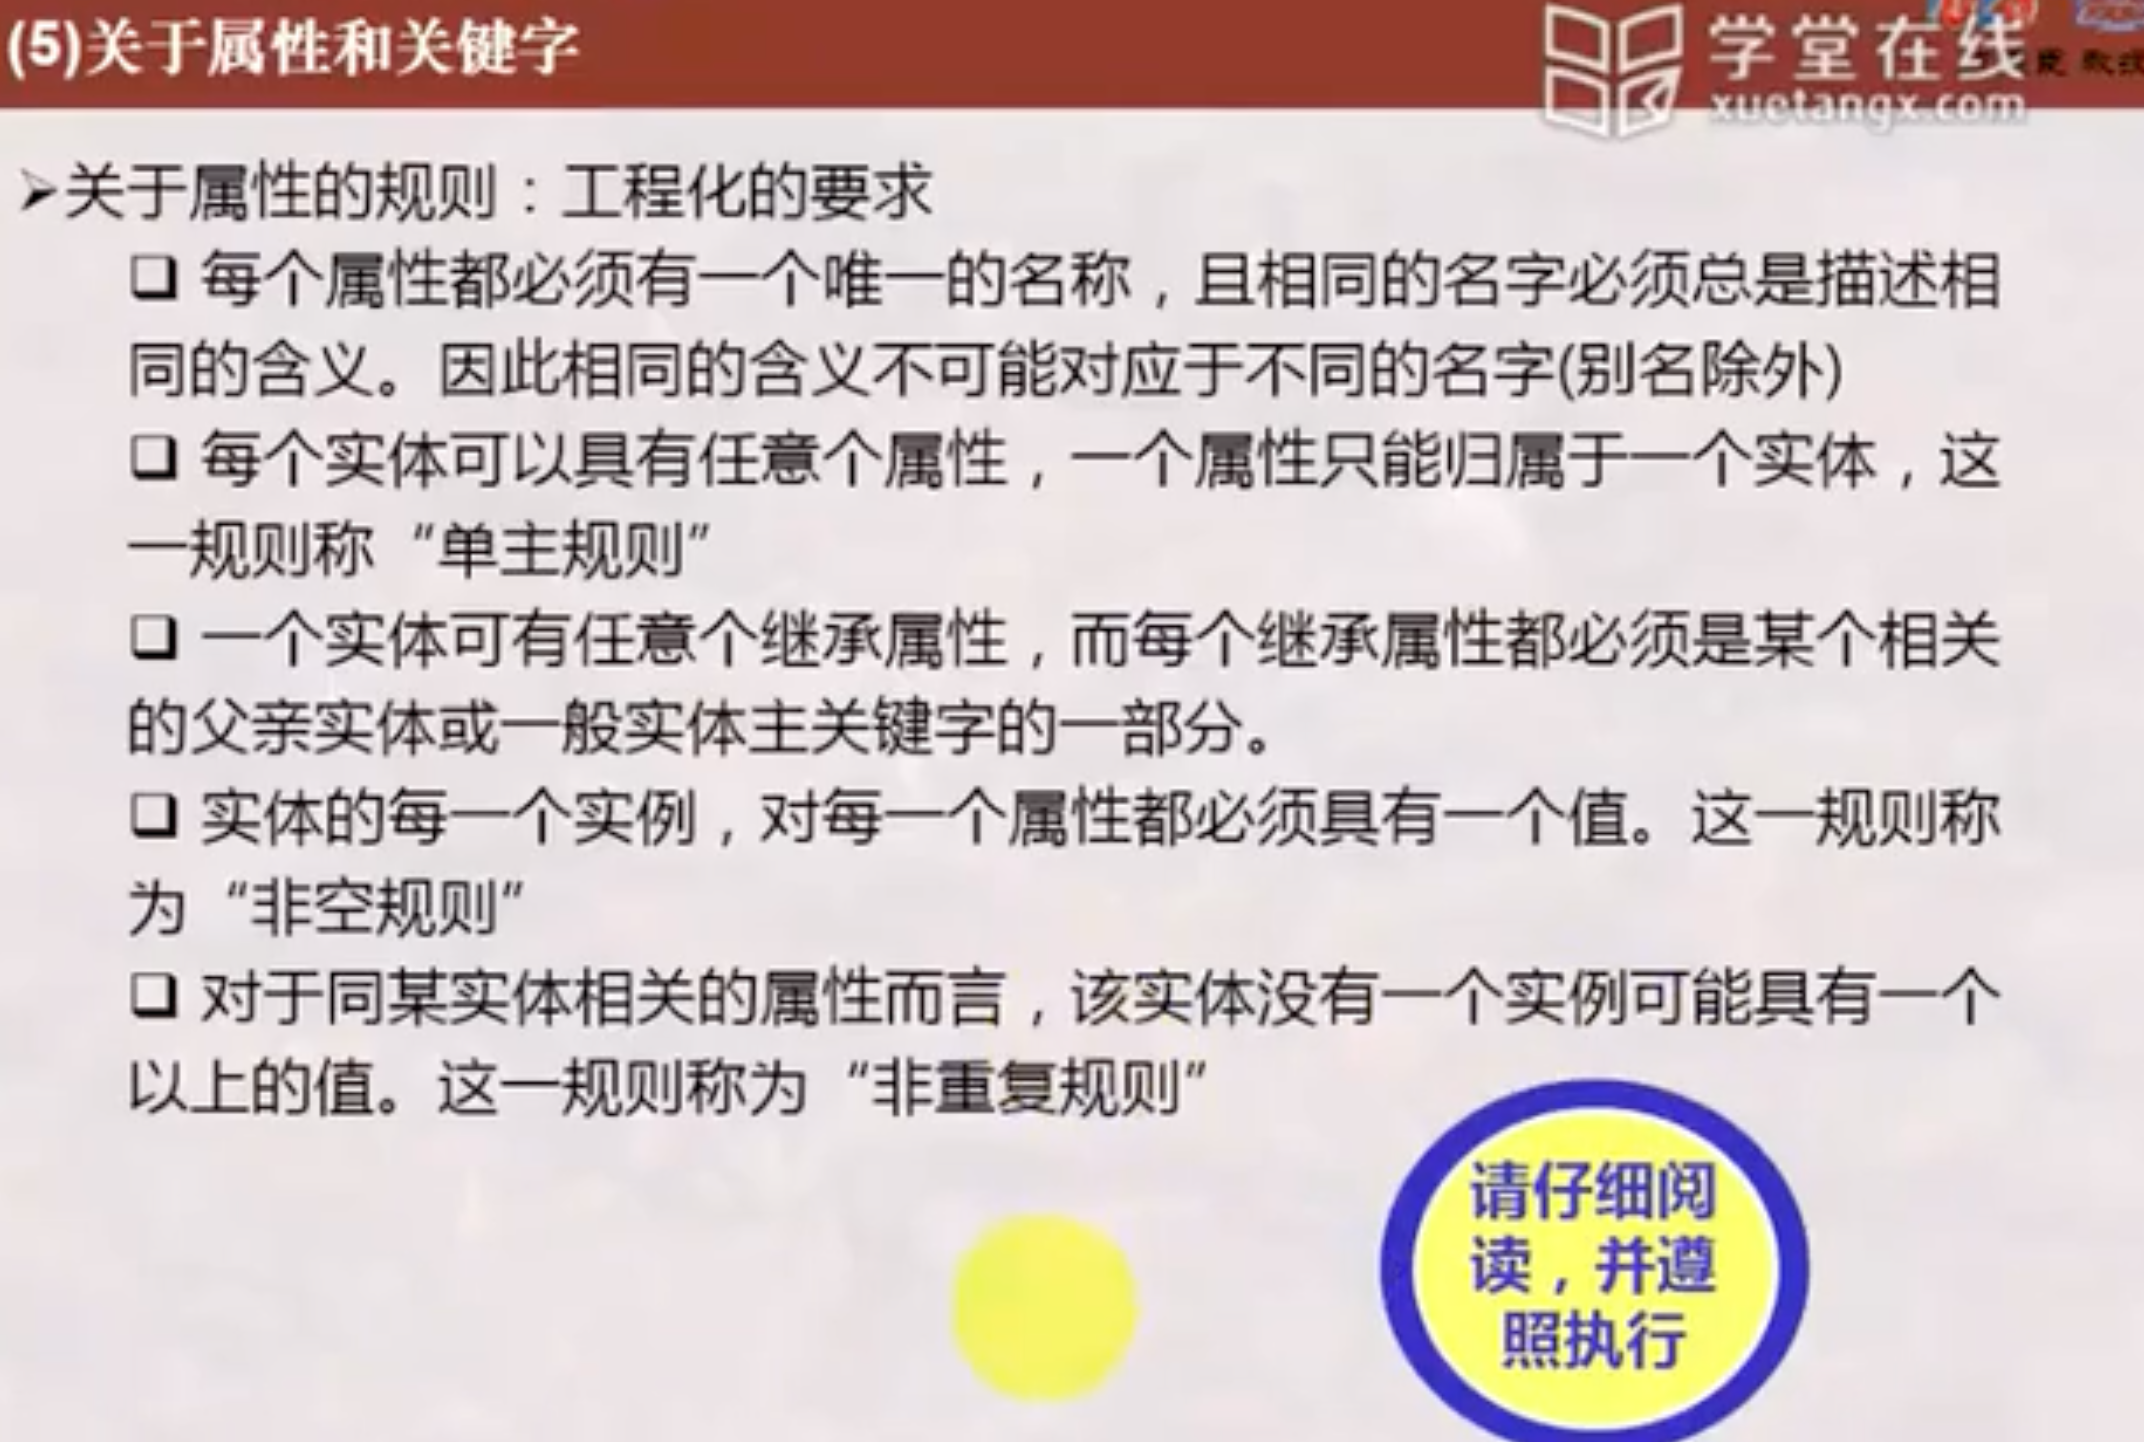 (5)关于属性和关键字
学堂在线
xuetangx.com
教授
➢关于属性的规则：工程化的要求
❑ 每个属性都必须有一个唯一的名称，且相同的名字必须总是描述相
同的含义。因此相同的含义不可能对应于不同的名字(别名除外)
❑ 每个实体可以具有任意个属性，一个属性只能归属于一个实体，这
一规则称“单主规则”
❑ 一个实体可有任意个继承属性，而每个继承属性都必须是某个相关
的父亲实体或一般实体主关键字的一部分。
❑ 实体的每一个实例，对每一个属性都必须具有一个值。这一规则称
为“非空规则”
❑ 对于同某实体相关的属性而言，该实体没有一个实例可能具有一个
以上的值。这一规则称为“非重复规则”
请仔细阅
读，并遵
照执行